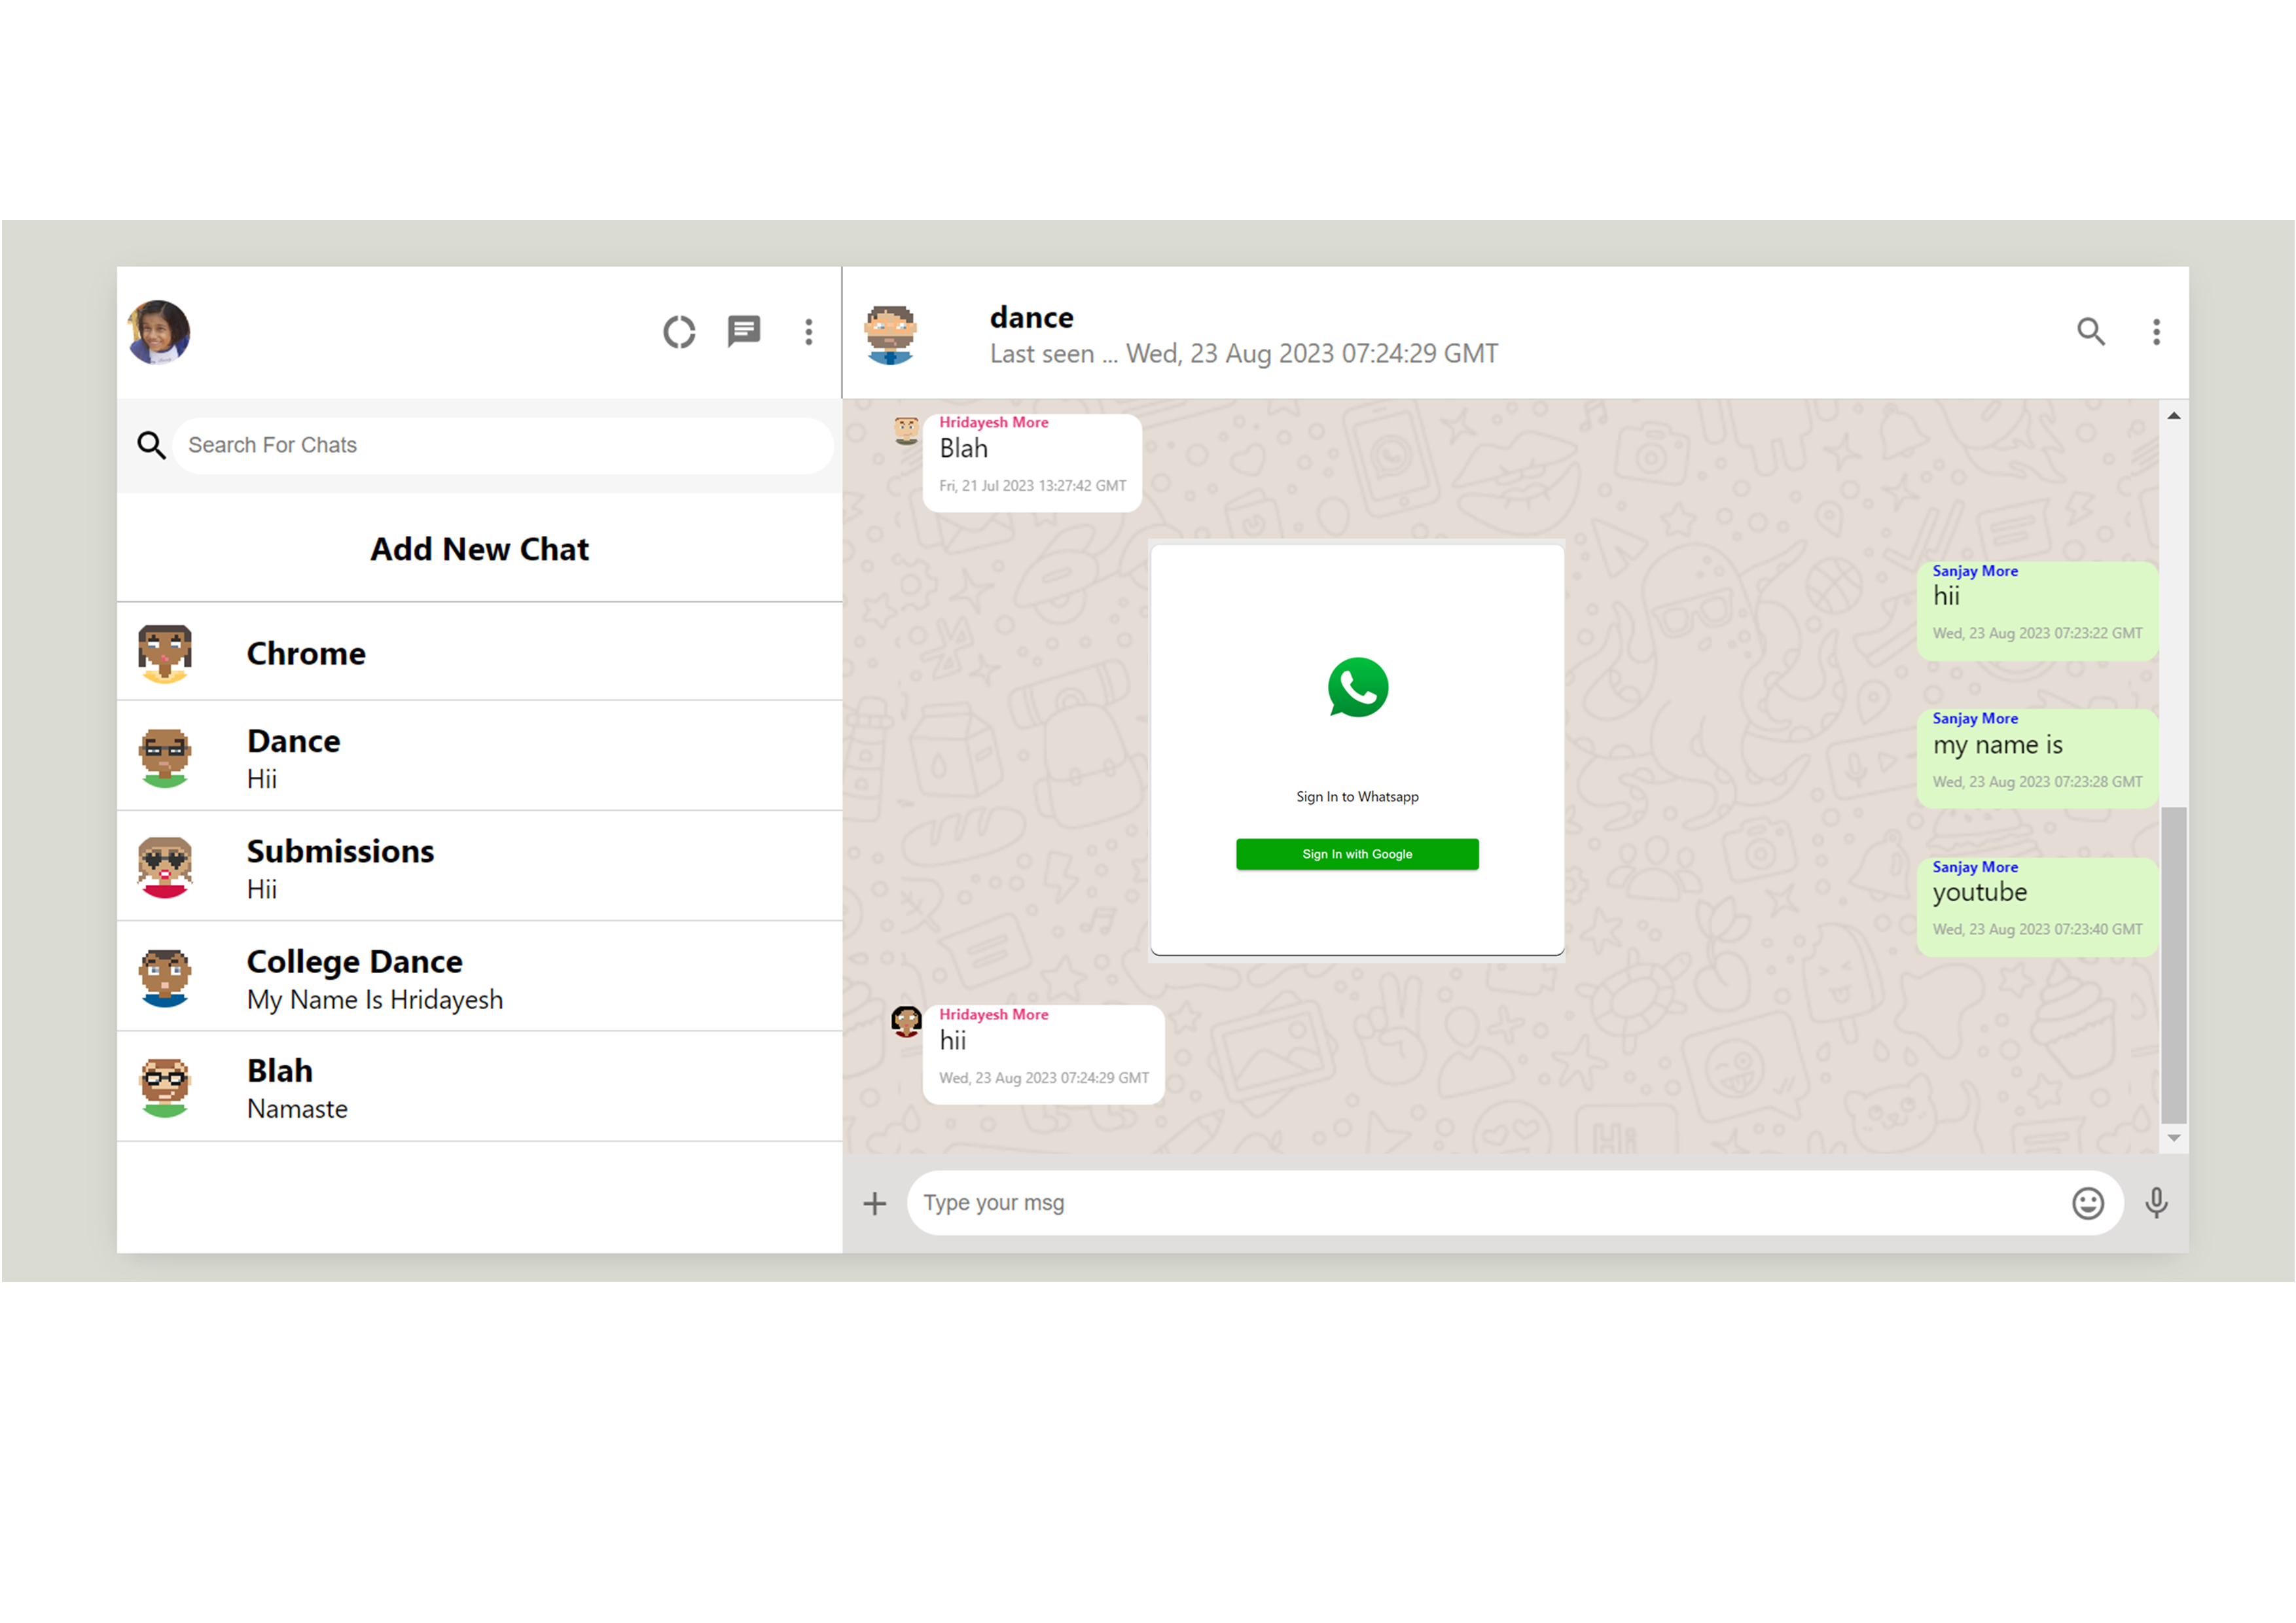 Search For Chats
Add New Chat
Chrome
Dance
Hii
Submissions
Hii
College Dance
My Name Is Hridayesh
Blah
Namaste
dance
Last seen ... Wed, 23 Aug 2023 07:24:29 GMT
Hridayesh More
Blah
Fri, 21 Jul 2023 13:27:42 GMT
Sign In to Whatsapp
Sign In with Google
Sanjay More
hii
Wed, 23 Aug 2023 07:23:22 GMT
Sanjay More
my name is
Wed, 23 Aug 2023 07:23:28 GMT
Sanjay More
youtube
Wed, 23 Aug 2023 07:23:40 GMT
Hridayesh More
hii
Wed, 23 Aug 2023 07:24:29 GMT
Hi
Type your msg